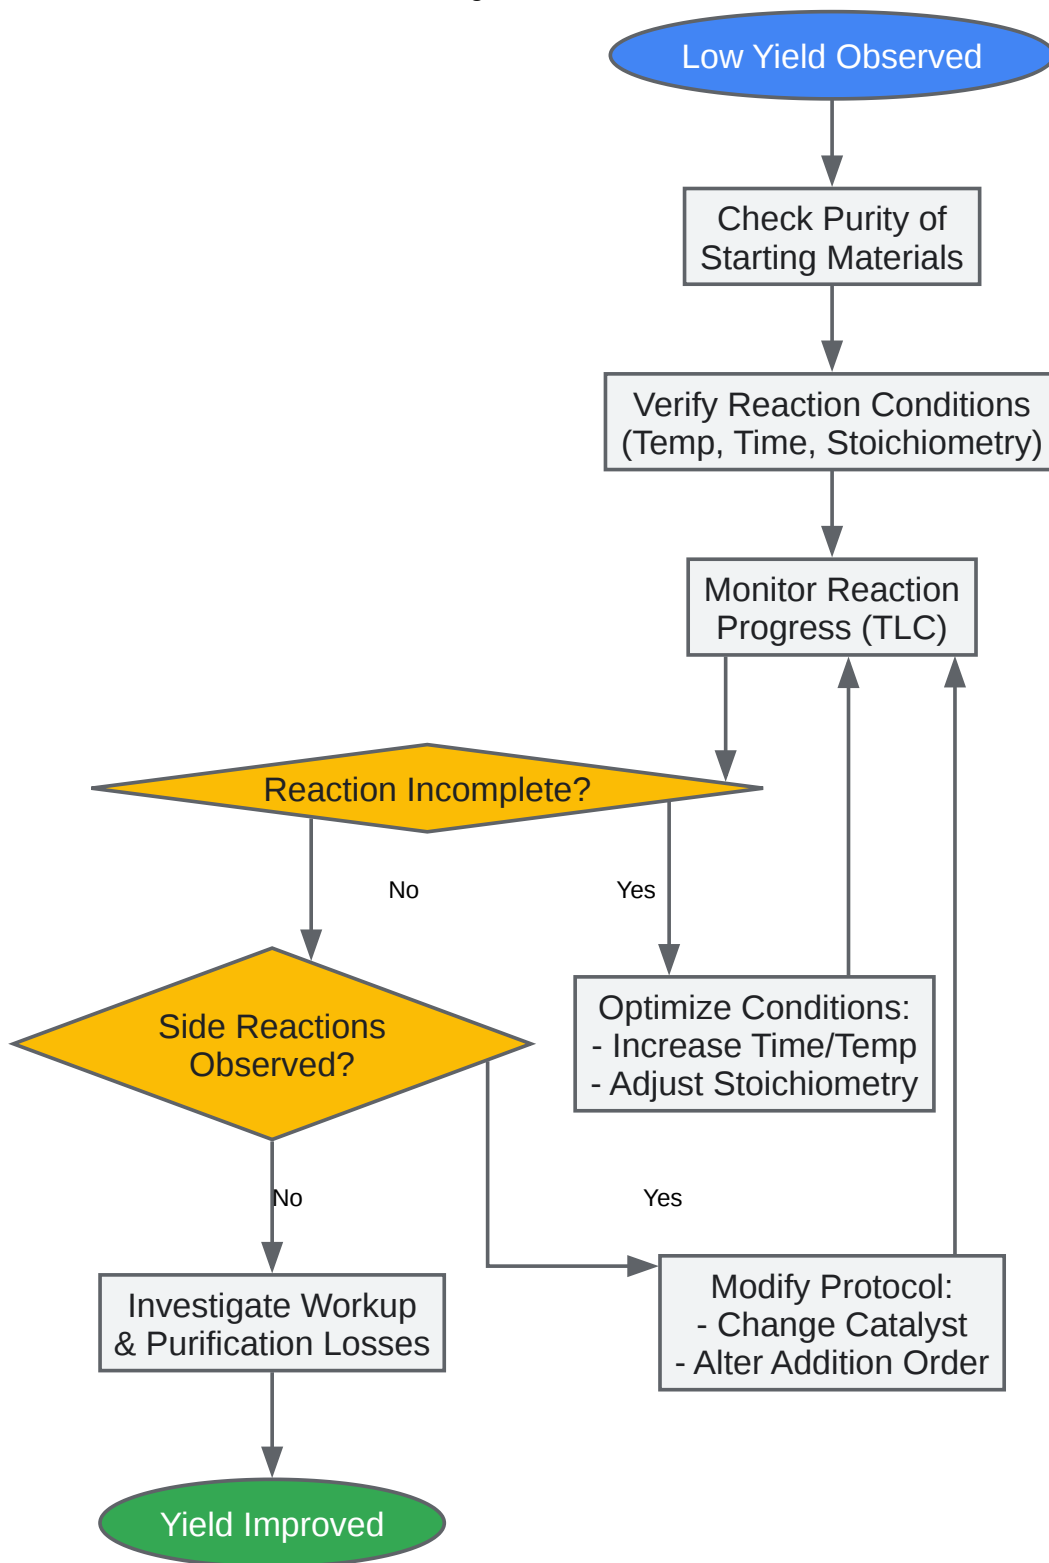 Low Yield Observed
Check Purity of
Starting Materials
Verify Reaction Conditions
(Temp, Time, Stoichiometry)
Monitor Reaction
Progress (TLC)
Reaction Incomplete?
No
Yes
Side Reactions
Observed?
Optimize Conditions:
- Increase Time/Temp
- Adjust Stoichiometry
No
Yes
Investigate Workup
& Purification Losses
Modify Protocol:
- Change Catalyst
- Alter Addition Order
Yield Improved